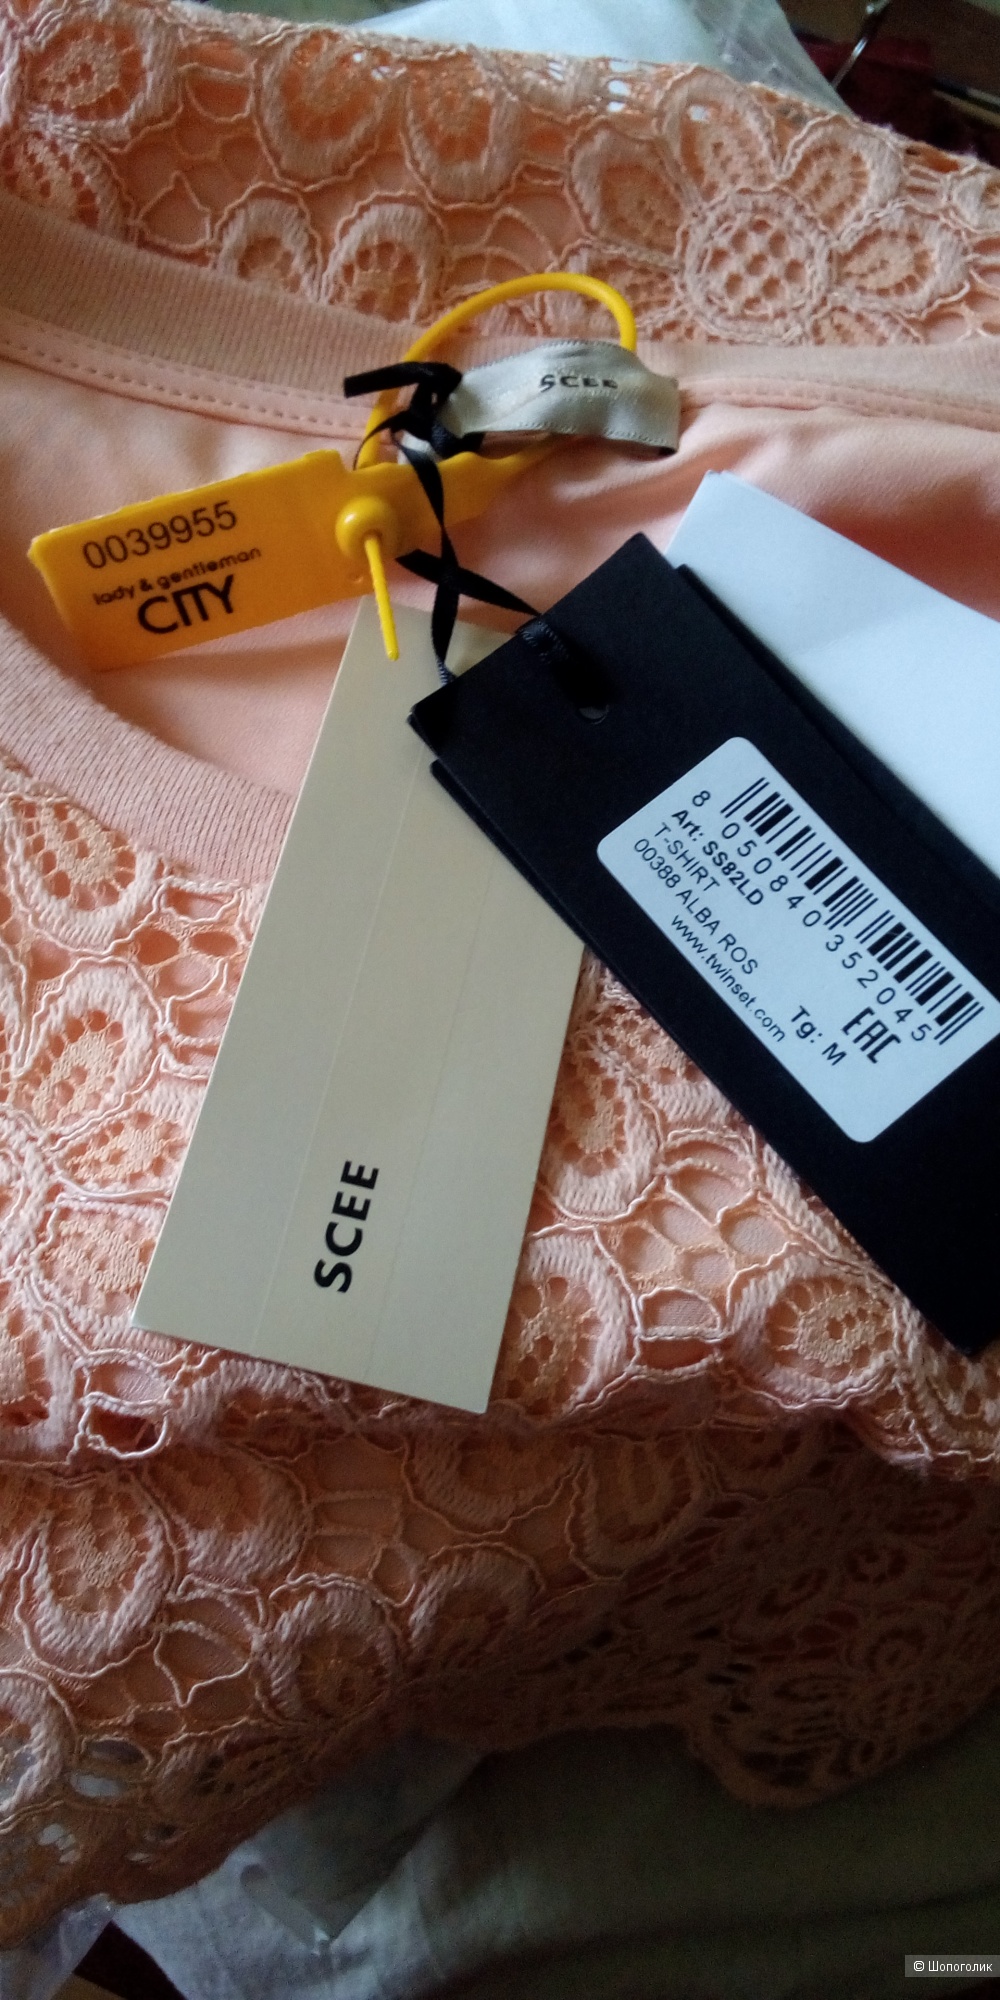 SCEE
0039955
lady & gentleman
CITY
8 050840 352045
Art: SS82LD
T-SHIRT
00388 ALBA ROS
www.twinset.com
Tg: M
EAC
SCEE
© Шопоголик